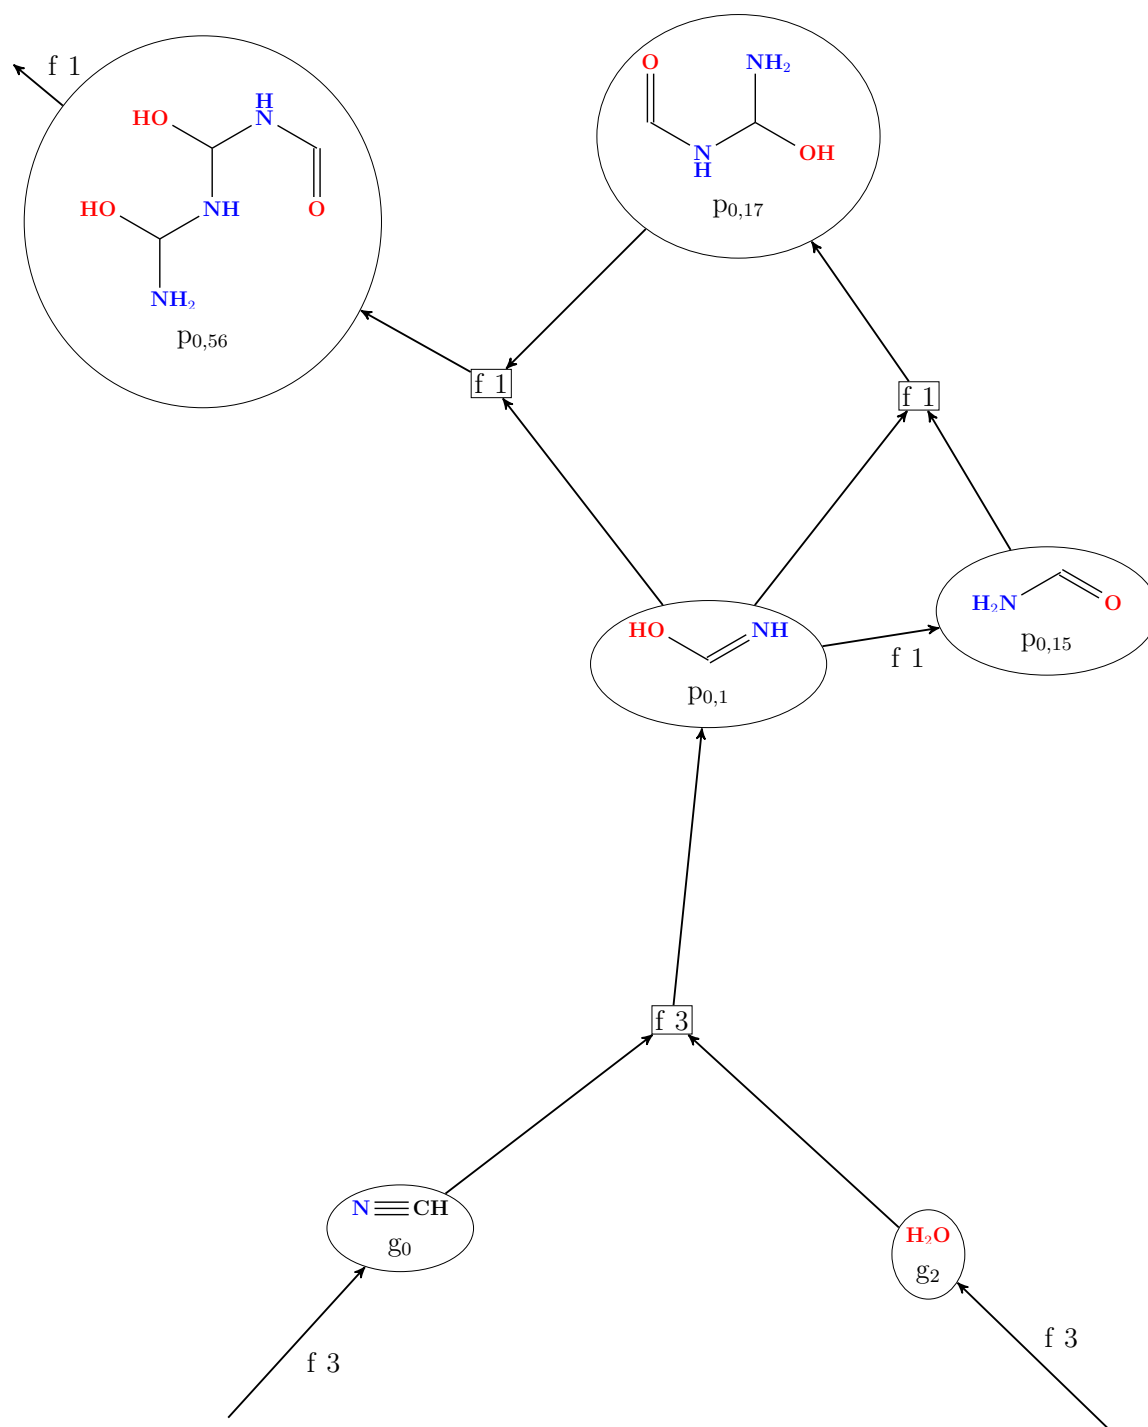 f 1
O
NH₂
H
N
HO
O
N
H
OH
p₀,₁₇
HO
NH
O
NH₂
p₀,₅₆
f 1
f 1
H₂N
O
p₀,₁₅
HO
NH
p₀,₁
f 1
f 3
N
CH
g₀
H₂O
g₂
f 3
f 3